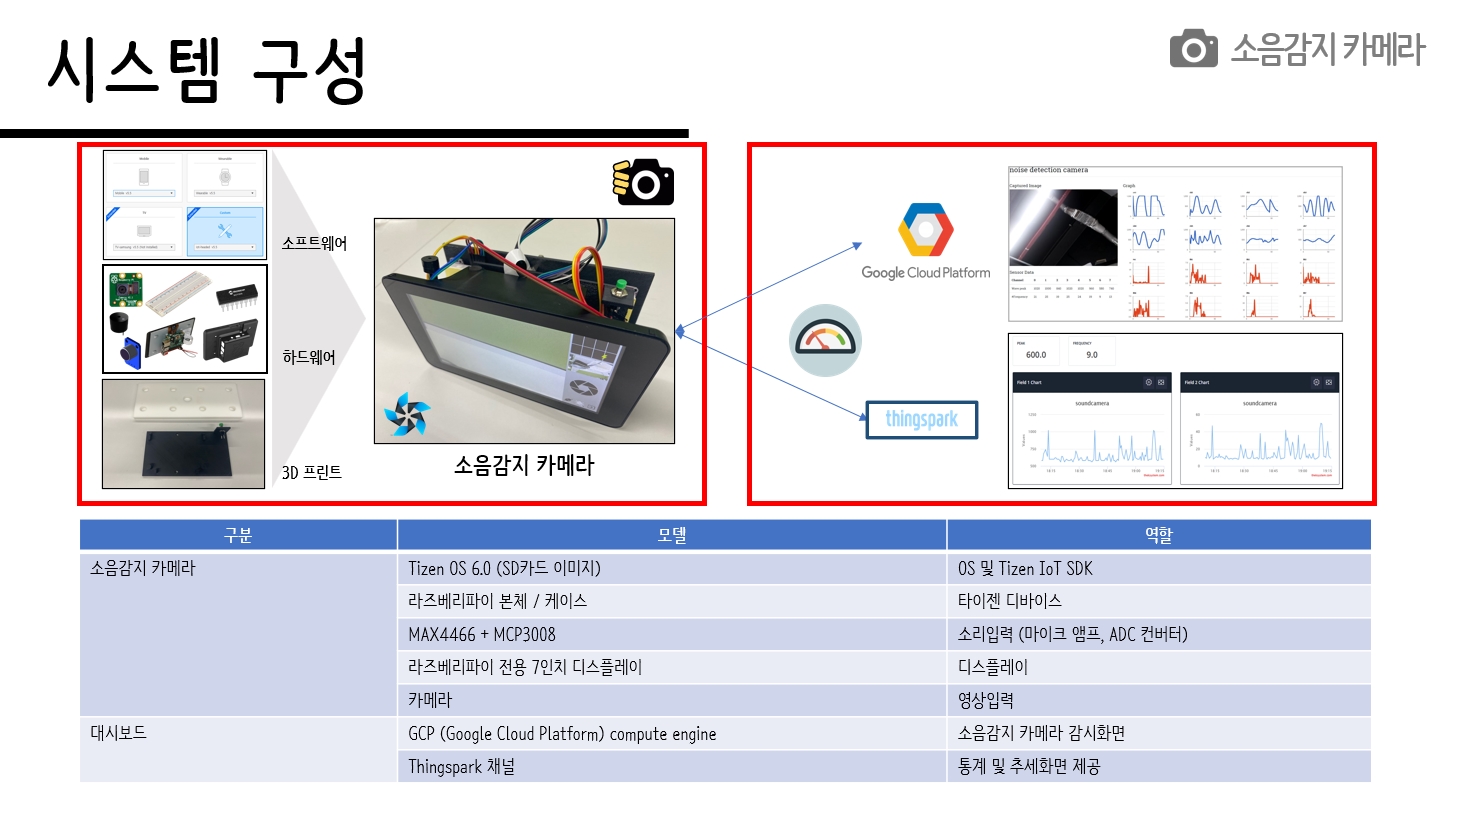 시스템 구성
소음감지 카메라
소프트웨어
하드웨어
3D 프린트
소음감지 카메라
Google Cloud Platform
thingspark
noise detection camera
Captured Image
Graph
Sensor Data
PEAK
600.0
FREQUENCY
9.0
Field 1 Chart
soundcamera
Field 2 Chart
soundcamera
구분 모델 역할
소음감지 카메라 Tizen OS 6.0 (SD카드 이미지) OS 및 Tizen IoT SDK
라즈베리파이 본체 / 케이스 타이젠 디바이스
MAX4466 + MCP3008 소리입력 (마이크 앰프, ADC 컨버터)
라즈베리파이 전용 7인치 디스플레이 디스플레이
카메라 영상입력
대시보드 GCP (Google Cloud Platform) compute engine 소음감지 카메라 감시화면
Thingspark 채널 통계 및 추세화면 제공